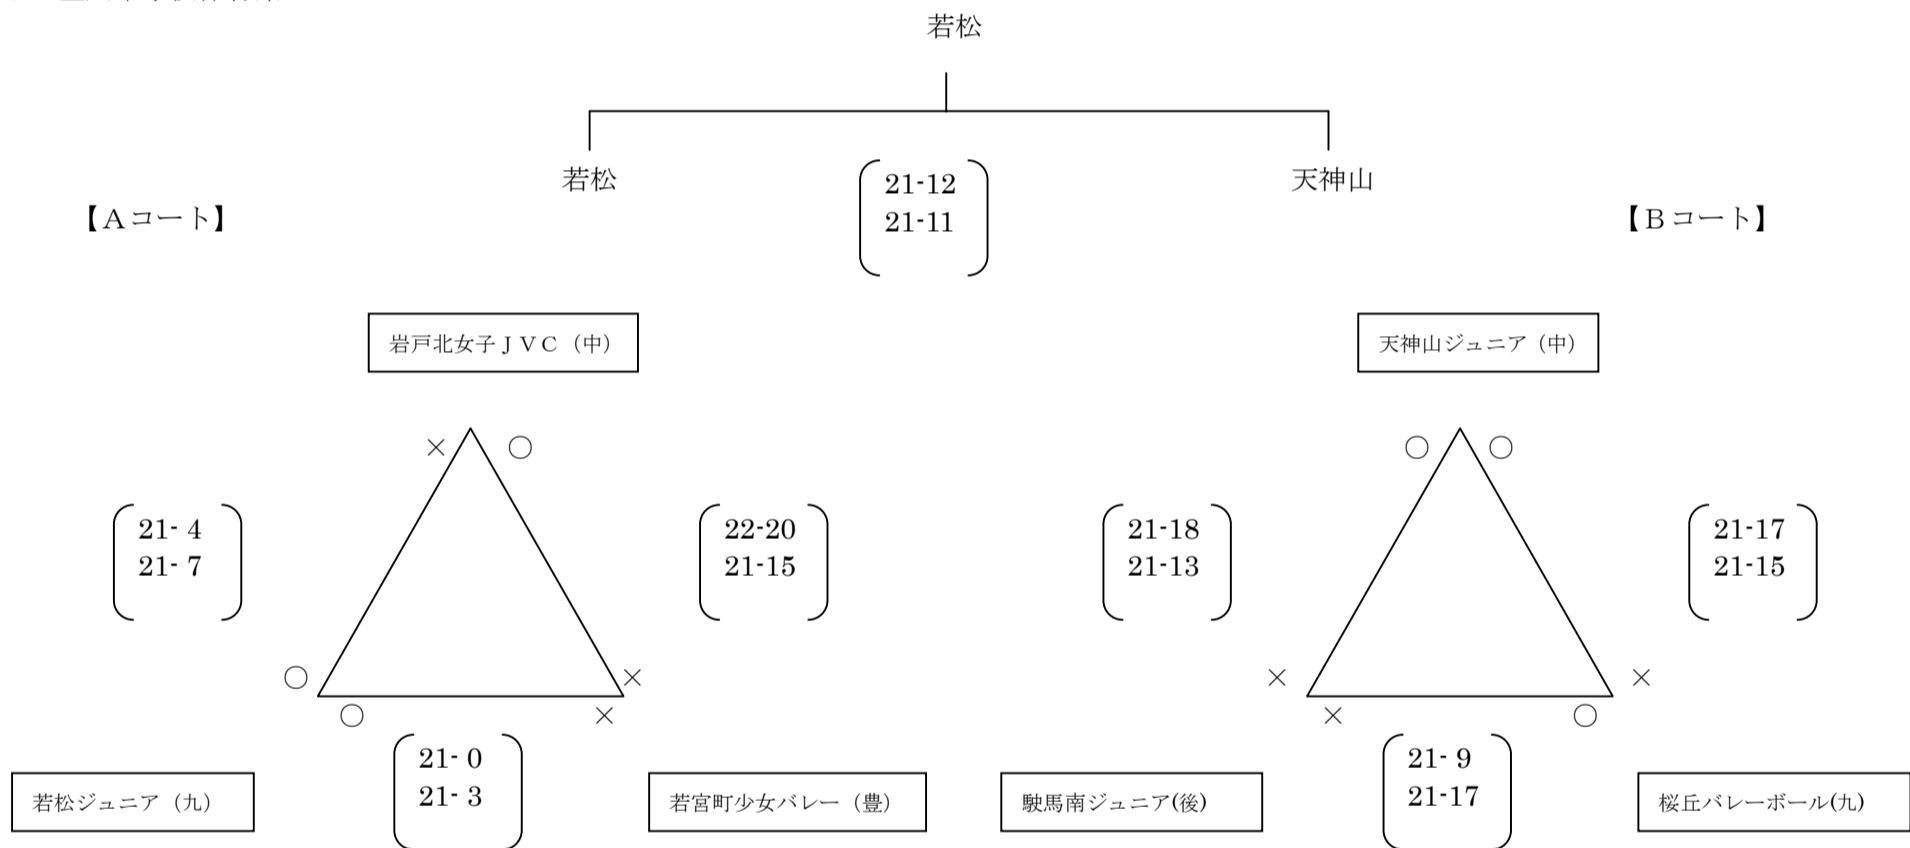 若松
若松
天神山
21-12
21-11
【Aコート】
【Bコート】
岩戸北女子JVC（中）
天神山ジュニア（中）
× ○
○ ○
21- 4
21- 7
22-20
21-15
21-18
21-13
21-17
21-15
○ ×
× ×
○ ×
× ○
21- 0
21- 3
21- 9
21-17
若松ジュニア（九）
若宮町少女バレー（豊）
駛馬南ジュニア(後)
桜丘バレーボール(九)